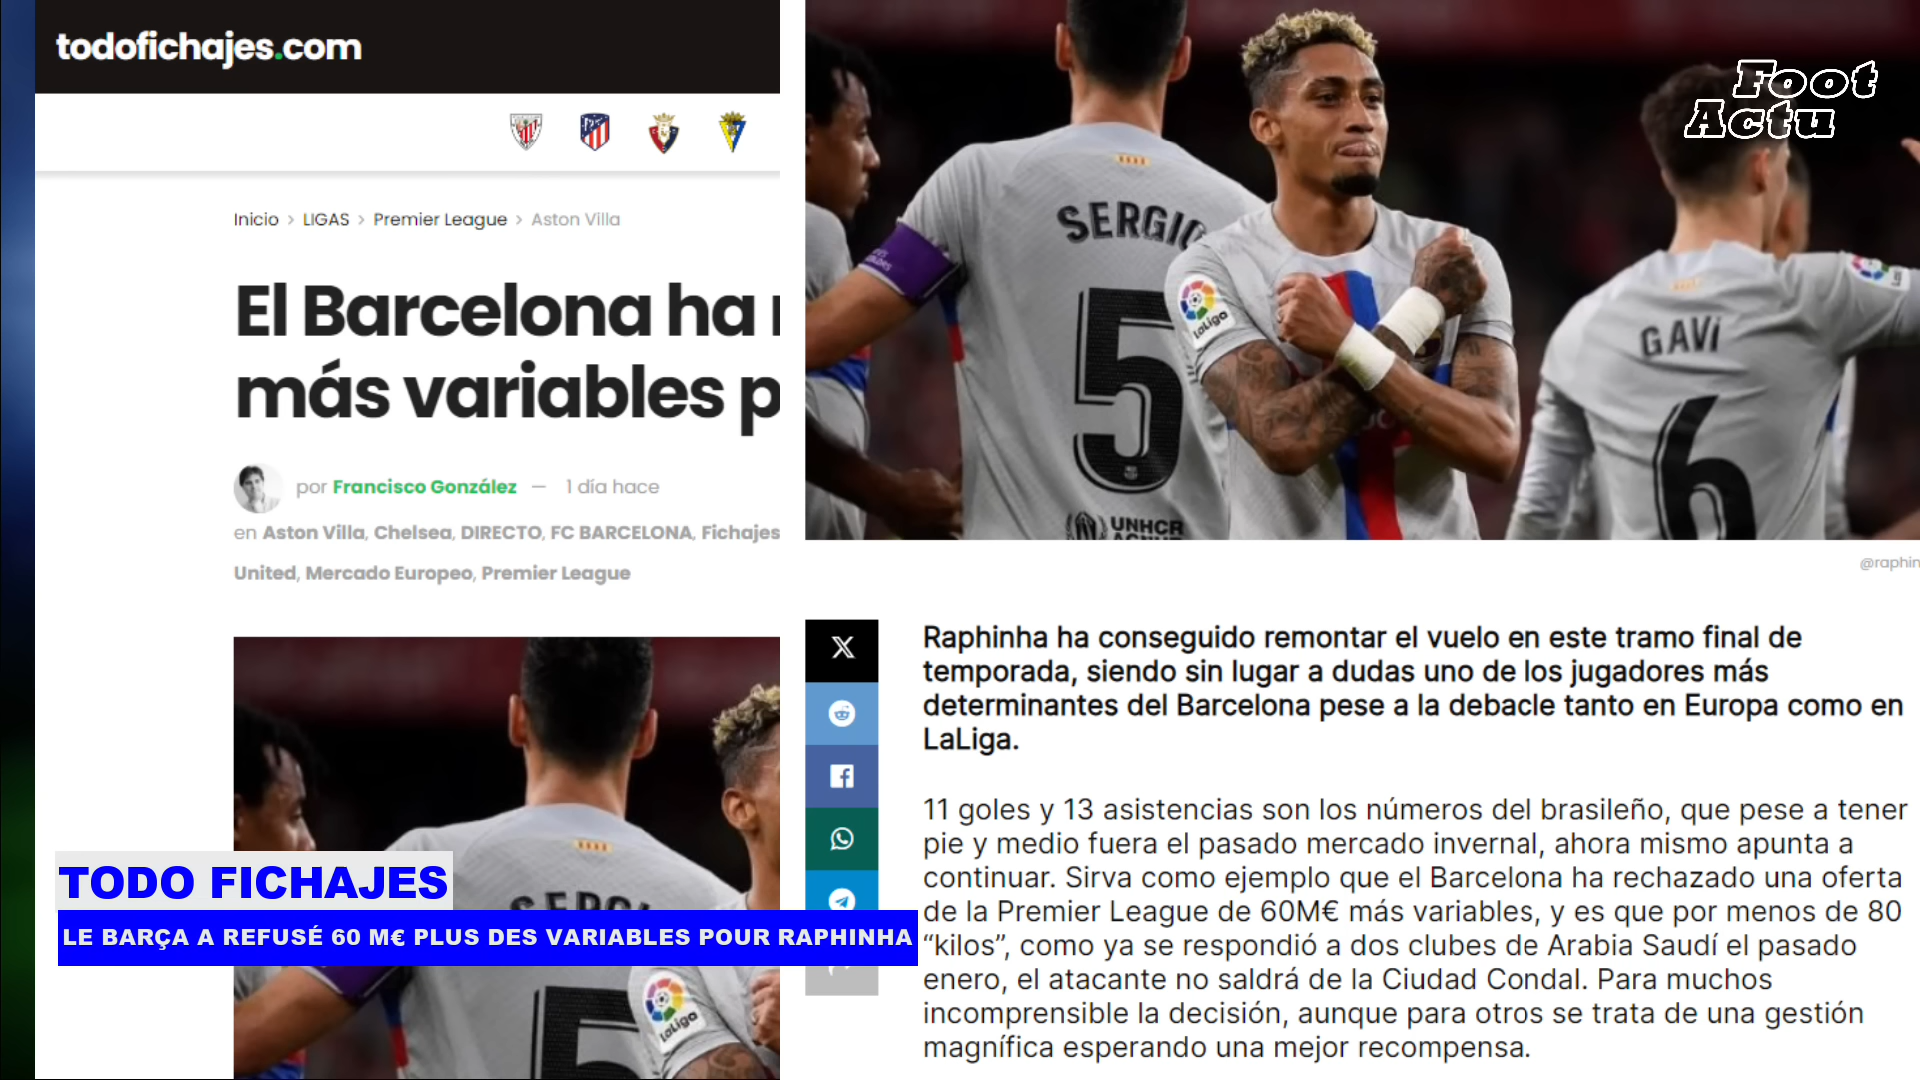 todofichajes.com
Inicio > LIGAS > Premier League > Aston Villa
El Barcelona ha
más variables p
por Francisco González — 1 día hace
en Aston Villa, Chelsea, DIRECTO, FC BARCELONA, Fichajes
United, Mercado Europeo, Premier League
TODO FICHAJES
LE BARÇA A REFUSÉ 60 M€ PLUS DES VARIABLES POUR RAPHINHA
SERGIO
5
LaLiga
Foot
Actu
SERGIO
5
UNHCR
LaLiga
GAVI
6
@raphin
Raphinha ha conseguido remontar el vuelo en este tramo final de
temporada, siendo sin lugar a dudas uno de los jugadores más
determinantes del Barcelona pese a la debacle tanto en Europa como en
LaLiga.
11 goles y 13 asistencias son los números del brasileño, que pese a tener
pie y medio fuera el pasado mercado invernal, ahora mismo apunta a
continuar. Sirva como ejemplo que el Barcelona ha rechazado una oferta
de la Premier League de 60M€ más variables, y es que por menos de 80
“kilos”, como ya se respondió a dos clubes de Arabia Saudí el pasado
enero, el atacante no saldrá de la Ciudad Condal. Para muchos
incomprensible la decisión, aunque para otros se trata de una gestión
magnífica esperando una mejor recompensa.